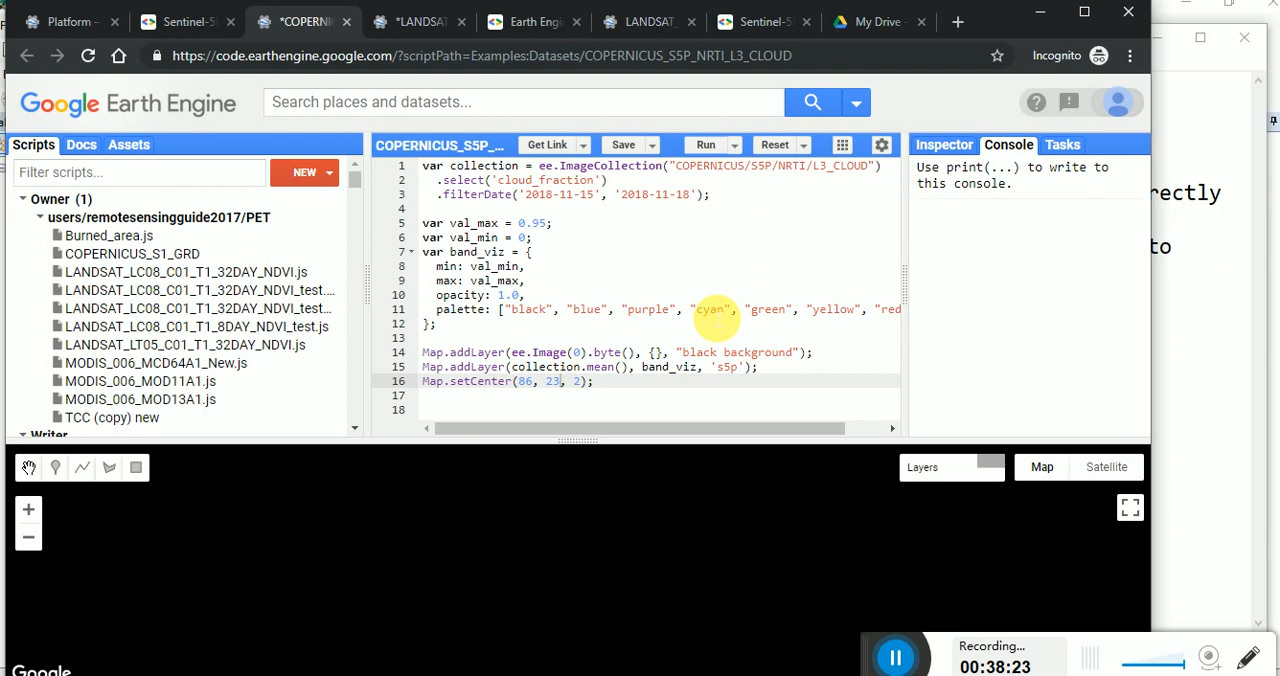 Platform –
Sentinel-5
*COPERNI
*LANDSA
Earth Engi
LANDSAT_
Sentinel-5
My Drive –
https://code.earthengine.google.com/?scriptPath=Examples:Datasets/COPERNICUS_S5P_NRTI_L3_CLOUD
Incognito
Google Earth Engine
Search places and datasets...
Scripts Docs Assets
COPERNICUS_S5P_...
Get Link
Save
Run
Reset
Inspector Console Tasks
Filter scripts...
NEW
Owner (1)
users/remotesensingguide2017/PET
Burned_area.js
COPERNICUS_S1_GRD
LANDSAT_LC08_C01_T1_32DAY_NDVI.js
LANDSAT_LC08_C01_T1_32DAY_NDVI_test....
LANDSAT_LC08_C01_T1_32DAY_NDVI_test...
LANDSAT_LC08_C01_T1_8DAY_NDVI_test.js
LANDSAT_LT05_C01_T1_32DAY_NDVI.js
MODIS_006_MCD64A1_New.js
MODIS_006_MOD11A1.js
MODIS_006_MOD13A1.js
TCC (copy) new
Writer
1 var collection = ee.ImageCollection("COPERNICUS/S5P/NRTI/L3_CLOUD")
2 .select('cloud_fraction')
3 .filterDate('2018-11-15', '2018-11-18');
4
5 var val_max = 0.95;
6 var val_min = 0;
7 var band_viz = {
8 min: val_min,
9 max: val_max,
10 opacity: 1.0,
11 palette: ["black", "blue", "purple", "cyan", "green", "yellow", "red
12 };
13
14 Map.addLayer(ee.Image(0).byte(), {}, "black background");
15 Map.addLayer(collection.mean(), band_viz, 's5p');
16 Map.setCenter(86, 23, 2);
17
18
Use print(...) to write to
this console.
rectly
to
Layers
Map
Satellite
Google
Recording...
00:38:23